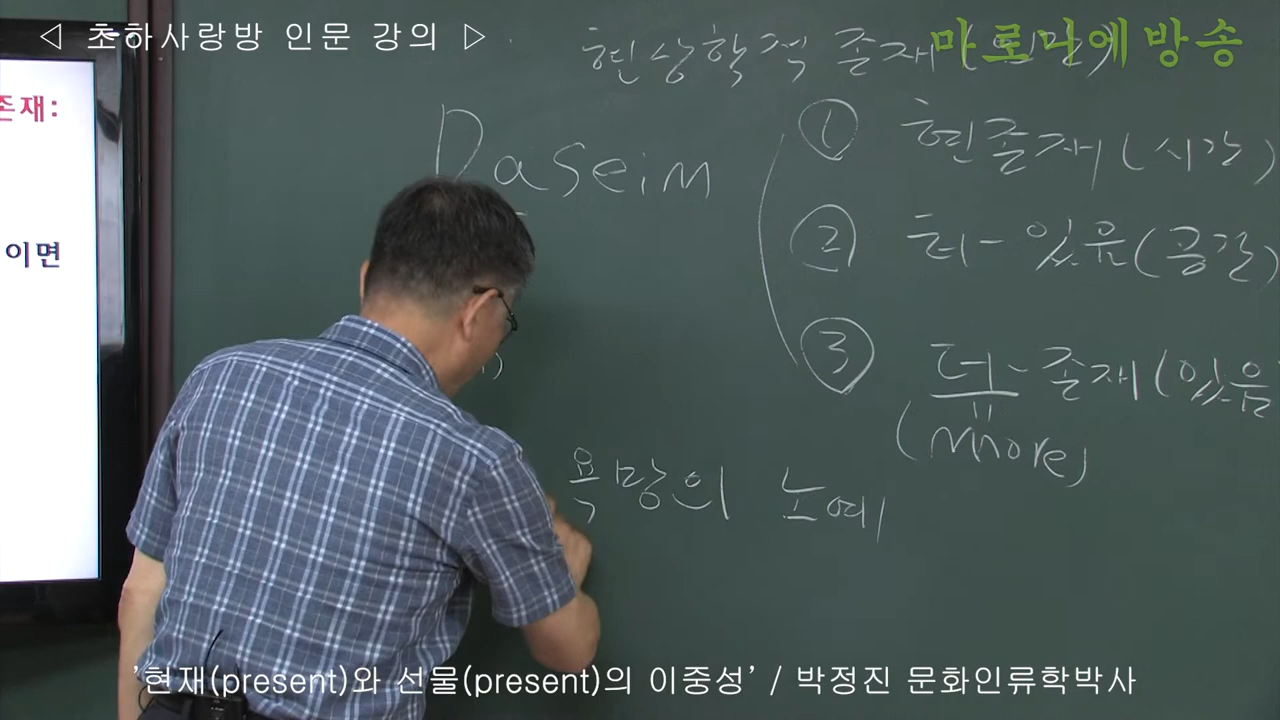 ◁ 초하사랑방 인문 강의 ▷
마로니에방송
현상학적 존재
존재:
이면
Daseim
① 현존재(시간)
② 터-있음(공간)
③ 더-존재(있음
(more)
욕망의 노예
'현재(present)와 선물(present)의 이중성' / 박정진 문화인류학박사